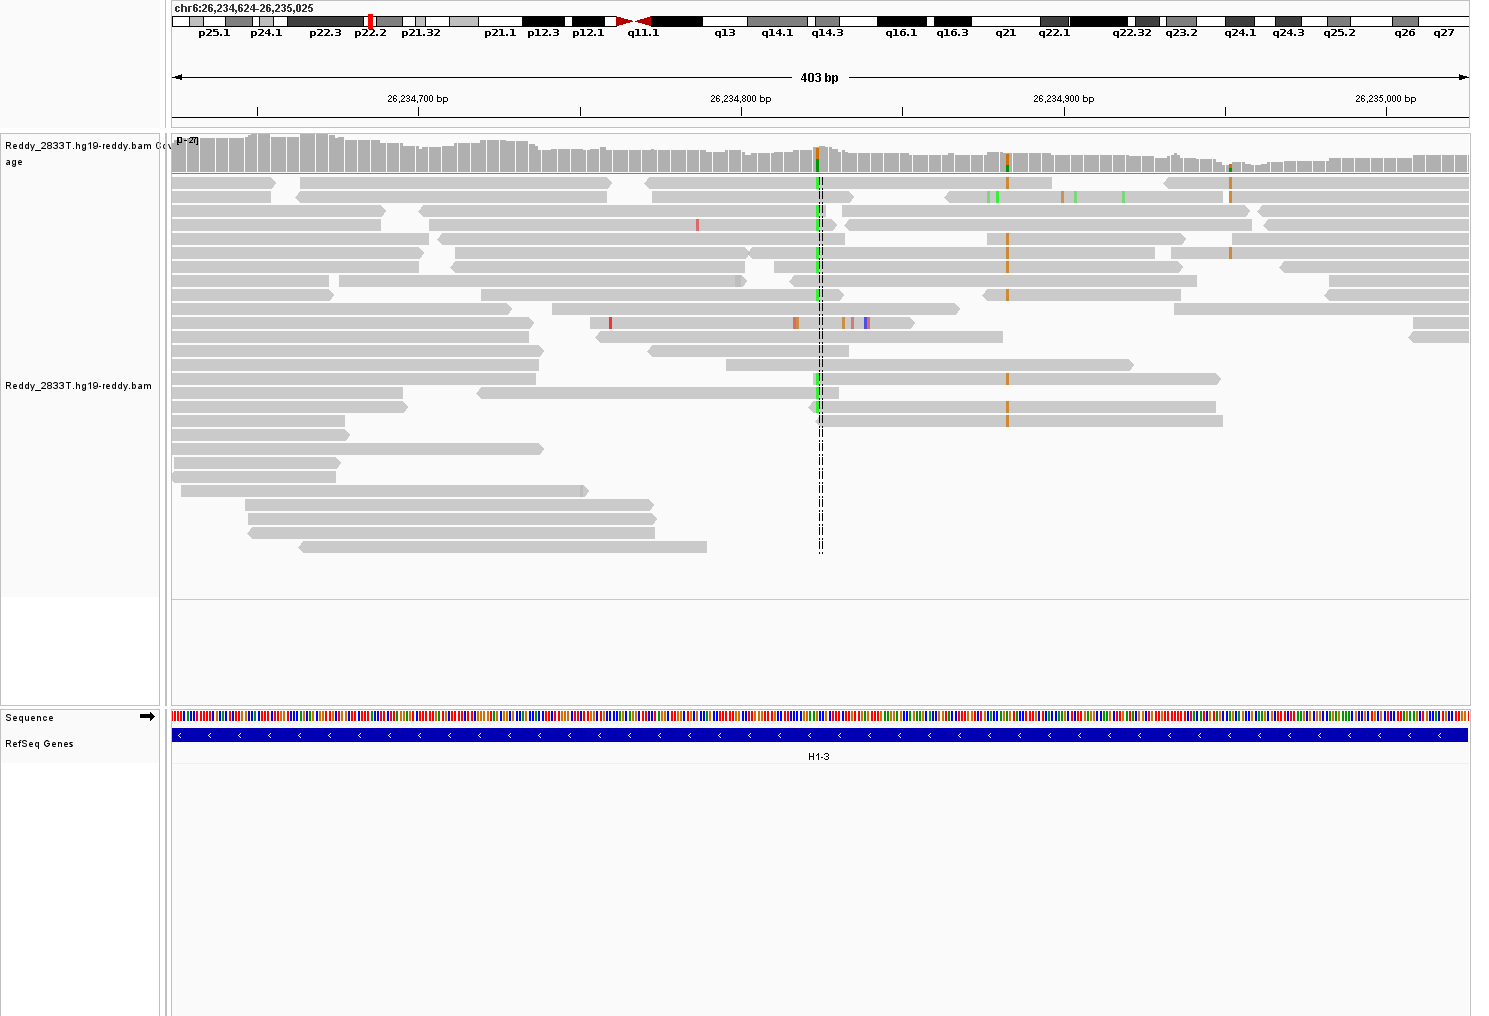 chr6:26,234,624-26,235,025
p25.1 p24.1 p22.3 p22.2 p21.32 p21.1 p12.3 p12.1 q11.1 q13 q14.1 q14.3 q16.1 q16.3 q21 q22.1 q22.32 q23.2 q24.1 q24.3 q25.2 q26 q27
403 bp
26,234,700 bp 26,234,800 bp 26,234,900 bp 26,235,000 bp
Reddy_2833T.hg19-reddy.bam Cov
age
[0 - 27]
Reddy_2833T.hg19-reddy.bam
Sequence
RefSeq Genes
H1-3